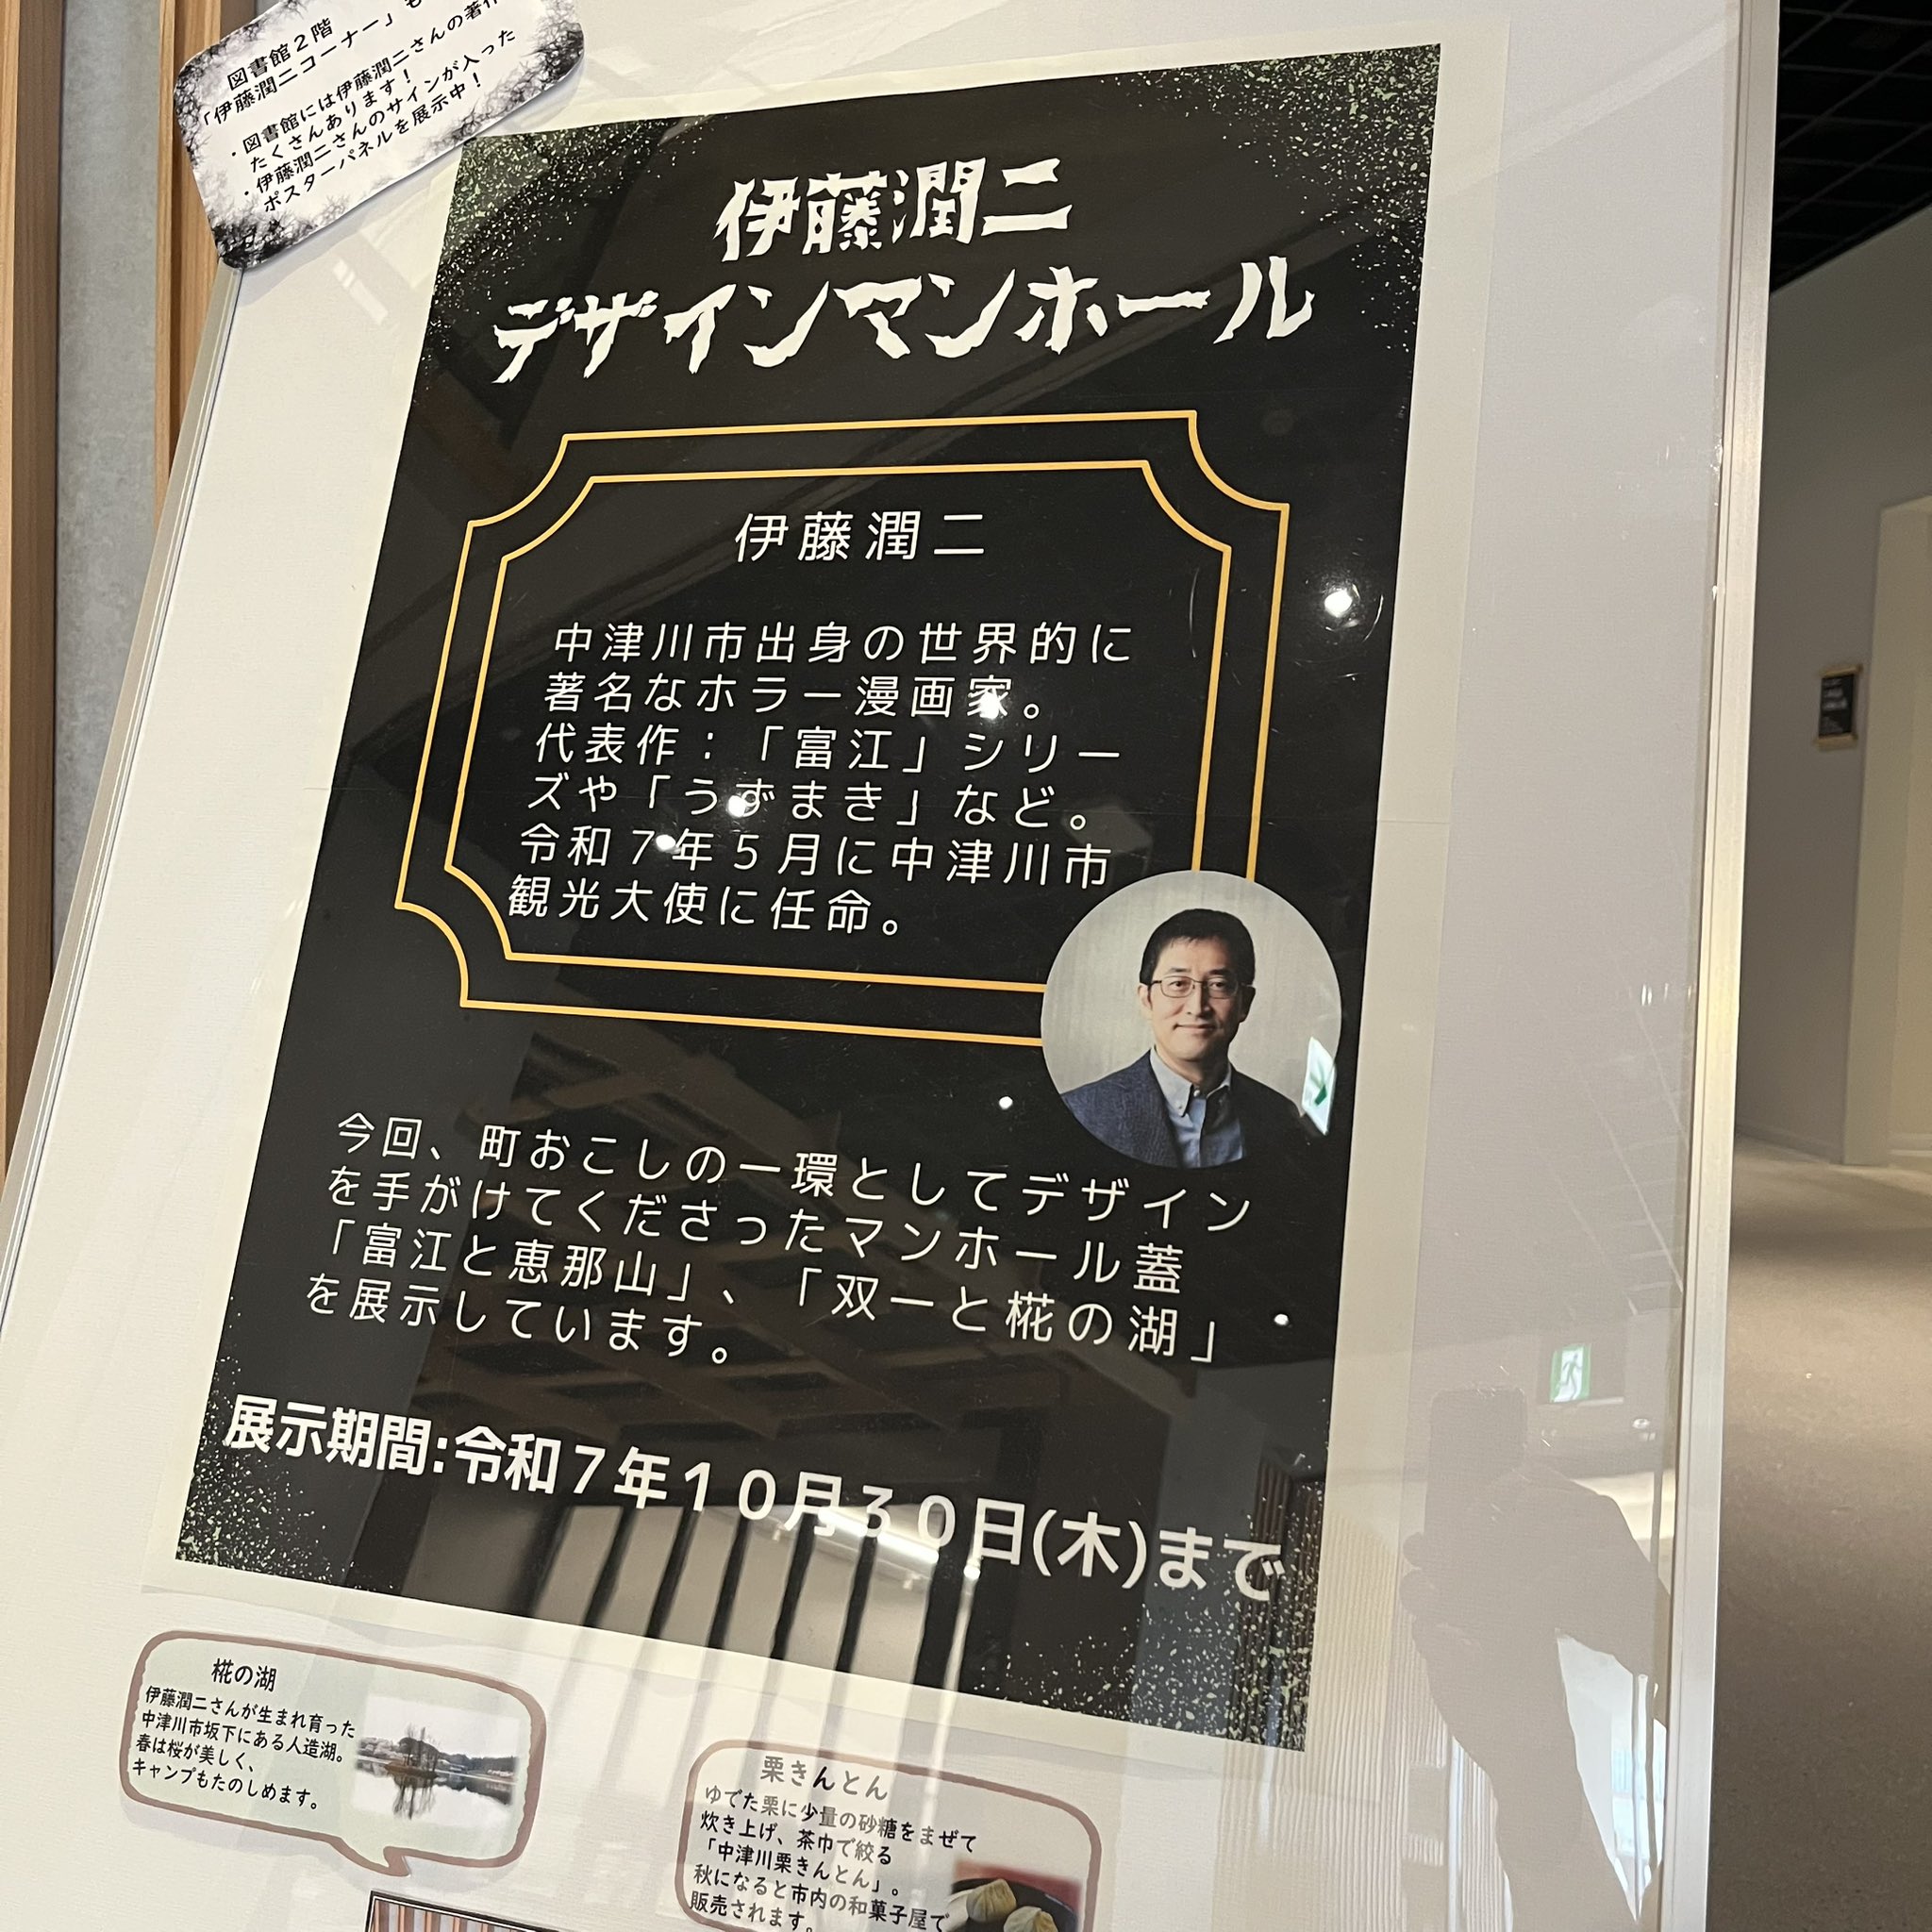 図書館2階
「伊藤潤二コーナー」も
・図書館には伊藤潤二さんの著作
たくさんあります!
・伊藤潤二さんのサインが入った
ポスターパネルを展示中!
伊藤潤二
デザインマンホール
伊藤潤二
中津川市出身の世界的に
著名なホラー漫画家。
代表作:「富江」シリー
ズや「うずまき」など。
令和7年5月に中津川市
観光大使に任命。
今回、町おこしの一環としてデザイン
を手がけてくださったマンホール蓋
「富江と恵那山」、「双一と椛の湖」
を展示しています。
展示期間:令和7年10月30日(木)まで
椛の湖
伊藤潤二さんが生まれ育った
中津川市坂下にある人造湖。
春は桜が美しく、
キャンプもたのしめます。
栗きんとん
ゆでた栗に少量の砂糖をまぜて
炊き上げ、茶巾で絞る
「中津川栗きんとん」。
秋になると市内の和菓子屋で
販売されます。